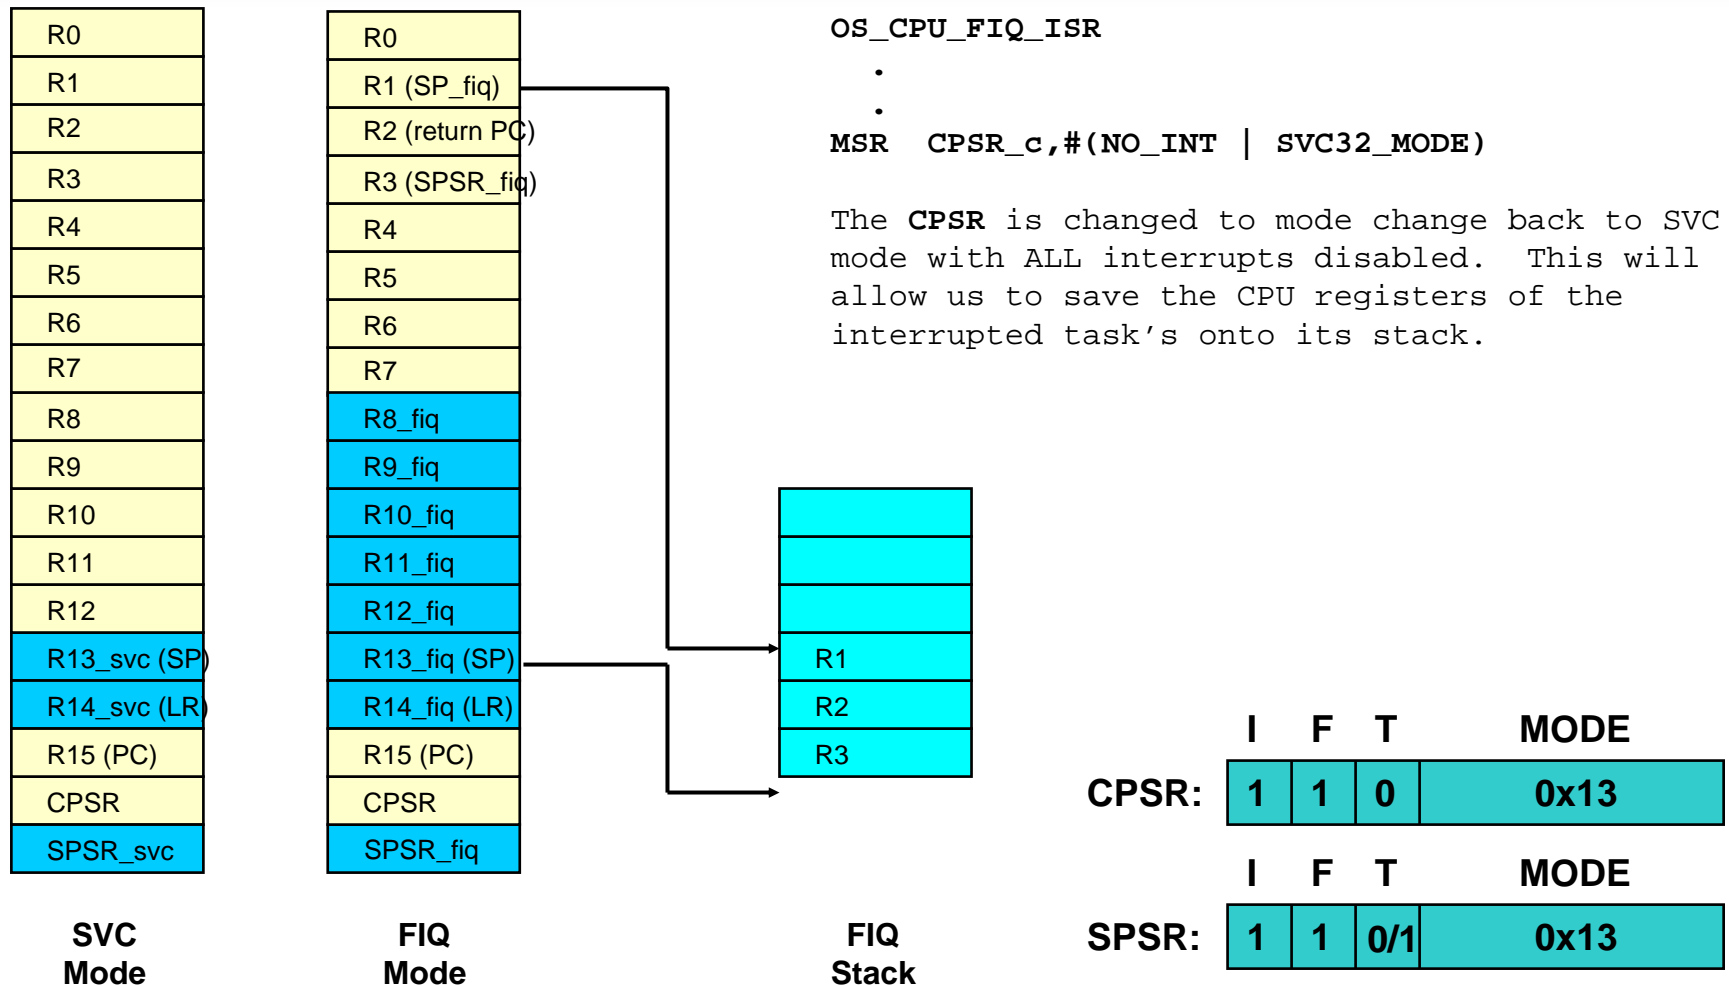 R0
R1
R2
R3
R4
R5
R6
R7
R8
R9
R10
R11
R12
R13_svc (SP)
R14_svc (LR)
R15 (PC)
CPSR
SPSR_svc
SVC
Mode
R0
R1 (SP_fiq)
R2 (return PC)
R3 (SPSR_fiq)
R4
R5
R6
R7
R8_fiq
R9_fiq
R10_fiq
R11_fiq
R12_fiq
R13_fiq (SP)
R14_fiq (LR)
R15 (PC)
CPSR
SPSR_fiq
FIQ
Mode
OS_CPU_FIQ_ISR
.
.
MSR CPSR_c,#(NO_INT | SVC32_MODE)
The CPSR is changed to mode change back to SVC
mode with ALL interrupts disabled. This will
allow us to save the CPU registers of the
interrupted task’s onto its stack.
R1
R2
R3
FIQ
Stack
I F T MODE
CPSR: 1 1 0 0x13
I F T MODE
SPSR: 1 1 0/1 0x13